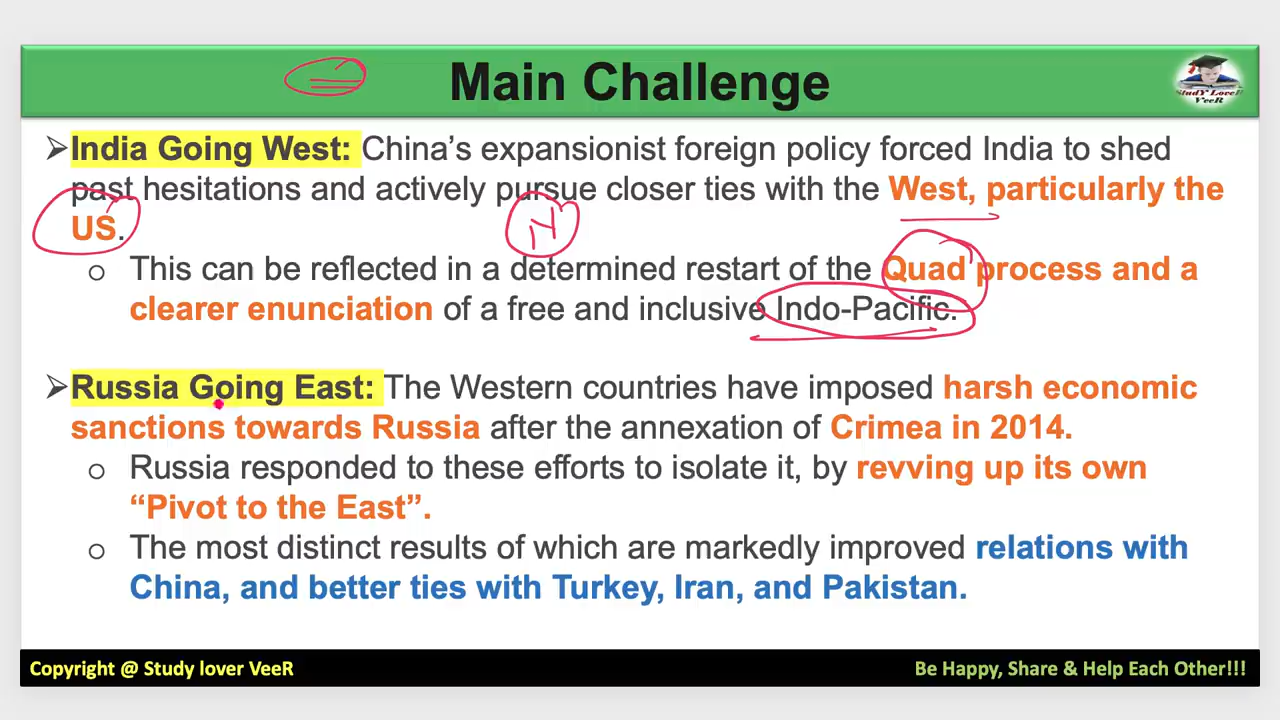 Main Challenge
StudY LoveR
VeeR
➢India Going West: China’s expansionist foreign policy forced India to shed
past hesitations and actively pursue closer ties with the West, particularly the
US.
14
o This can be reflected in a determined restart of the Quad process and a
clearer enunciation of a free and inclusive Indo-Pacific.
➢Russia Going East: The Western countries have imposed harsh economic
sanctions towards Russia after the annexation of Crimea in 2014.
o Russia responded to these efforts to isolate it, by revving up its own
“Pivot to the East”.
o The most distinct results of which are markedly improved relations with
China, and better ties with Turkey, Iran, and Pakistan.
Copyright @ Study lover VeeR
Be Happy, Share & Help Each Other!!!